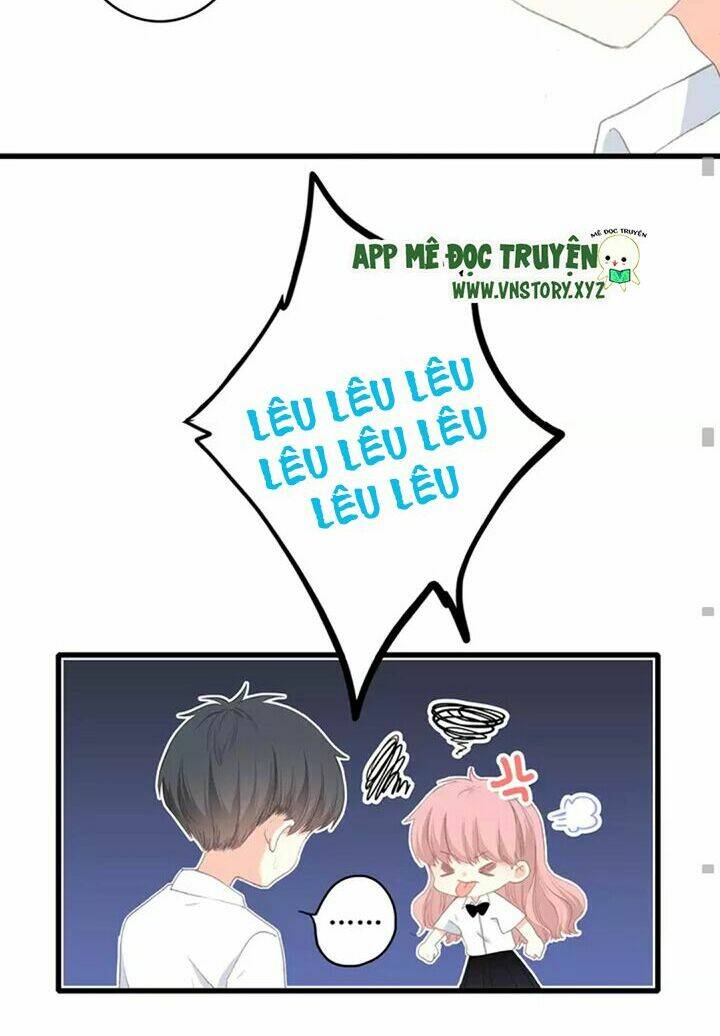 MÊ ĐỌC TRUYỆN
APP MÊ ĐỌC TRUYỆN
WWW.VNSTORY.XYZ
LÊU LÊU LÊU
LÊU LÊU LÊU
LÊU LÊU
......